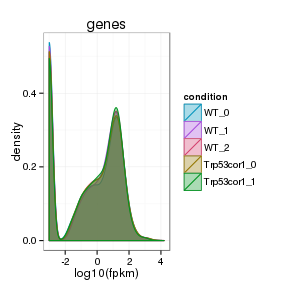 genes
density
0.4
0.2
0.0
-2
0
2
4
log10(fpkm)
condition
WT_0
WT_1
WT_2
Trp53cor1_0
Trp53cor1_1